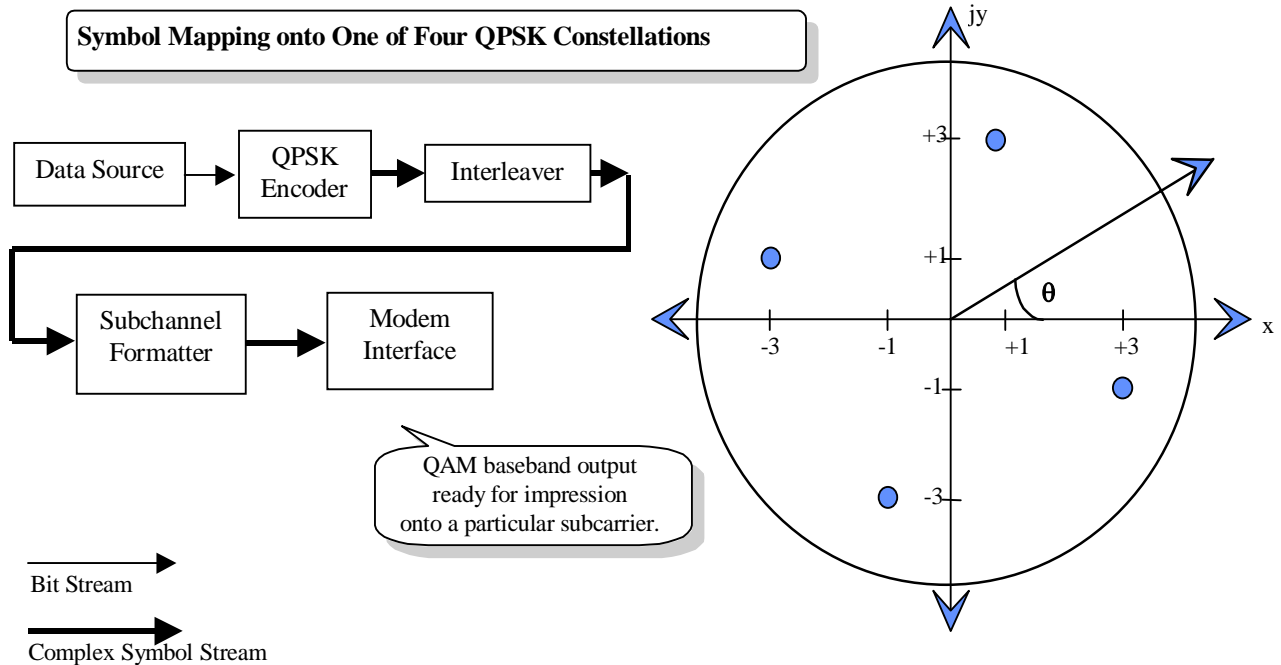 Symbol Mapping onto One of Four QPSK Constellations
Data Source
QPSK
Encoder
Interleaver
Subchannel
Formatter
Modem
Interface
QAM baseband output
ready for impression
onto a particular subcarrier.
Bit Stream
Complex Symbol Stream
jy
+3
+1
θ
x
-3
-1
+1
+3
-1
-3